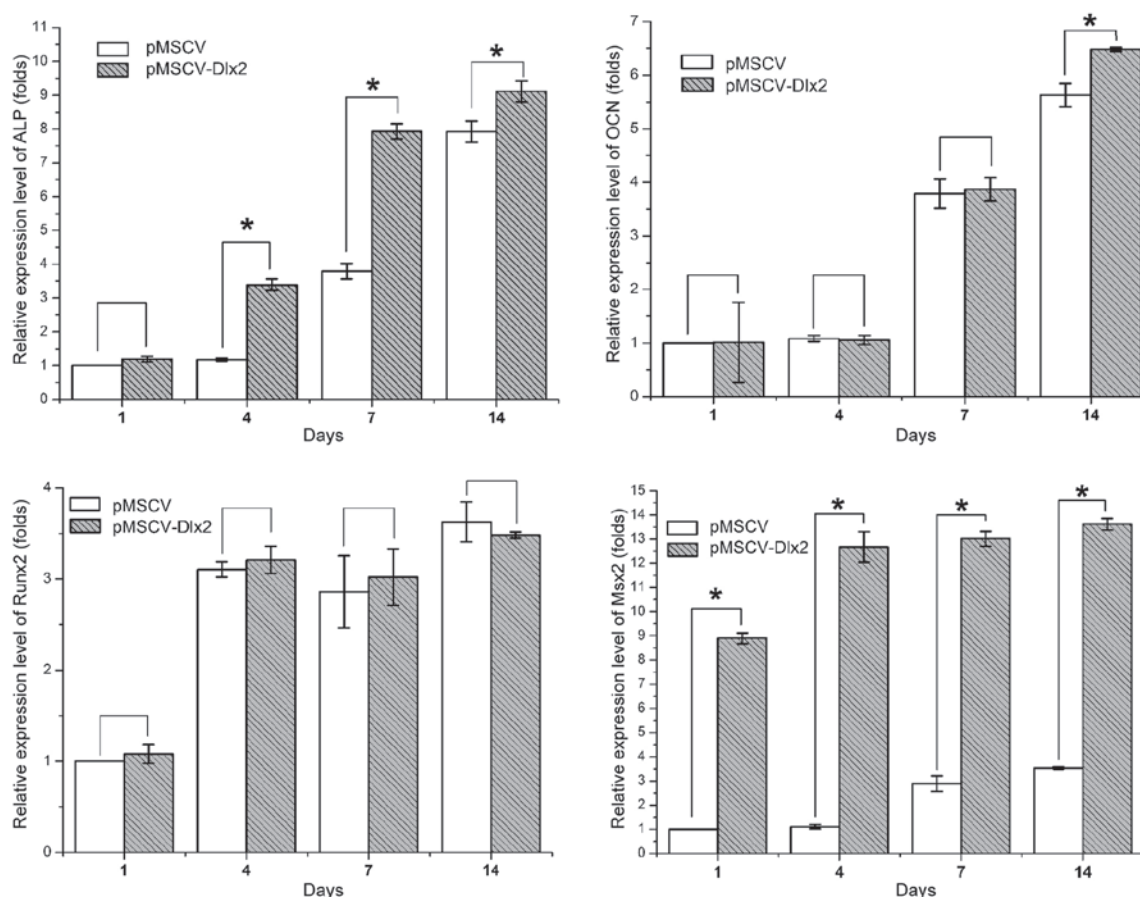 Relative expression level of ALP (folds)
11
10
9
8
7
6
5
4
3
2
1
0
pMSCV
pMSCV-Dlx2
*
*
*
1 4 7 14
Days
Relative expression level of OCN (folds)
7
6
5
4
3
2
1
0
pMSCV
pMSCV-Dlx2
*
1 4 7 14
Days
Relative expression level of Runx2 (folds)
4
3
2
1
0
pMSCV
pMSCV-Dlx2
1 4 7 14
Days
Relative expression level of Msx2 (folds)
15
14
13
12
11
10
9
8
7
6
5
4
3
2
1
0
pMSCV
pMSCV-Dlx2
*
*
*
*
1 4 7 14
Days